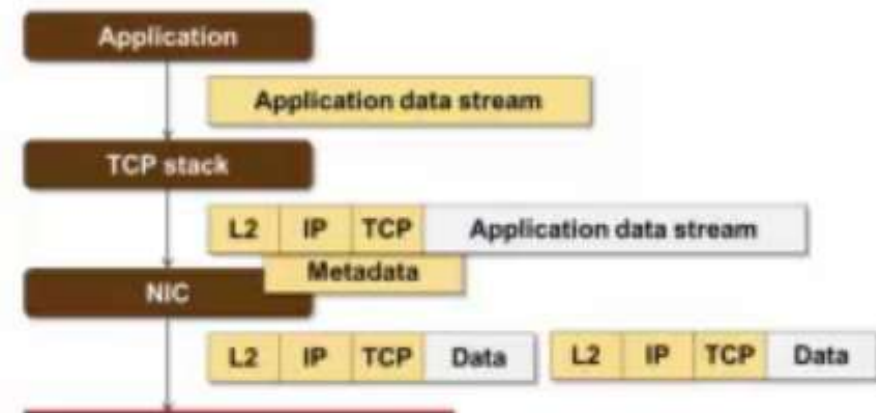 Application
Application data stream
TCP stack
L2 IP TCP Application data stream
Metadata
NIC
L2 IP TCP Data L2 IP TCP Data